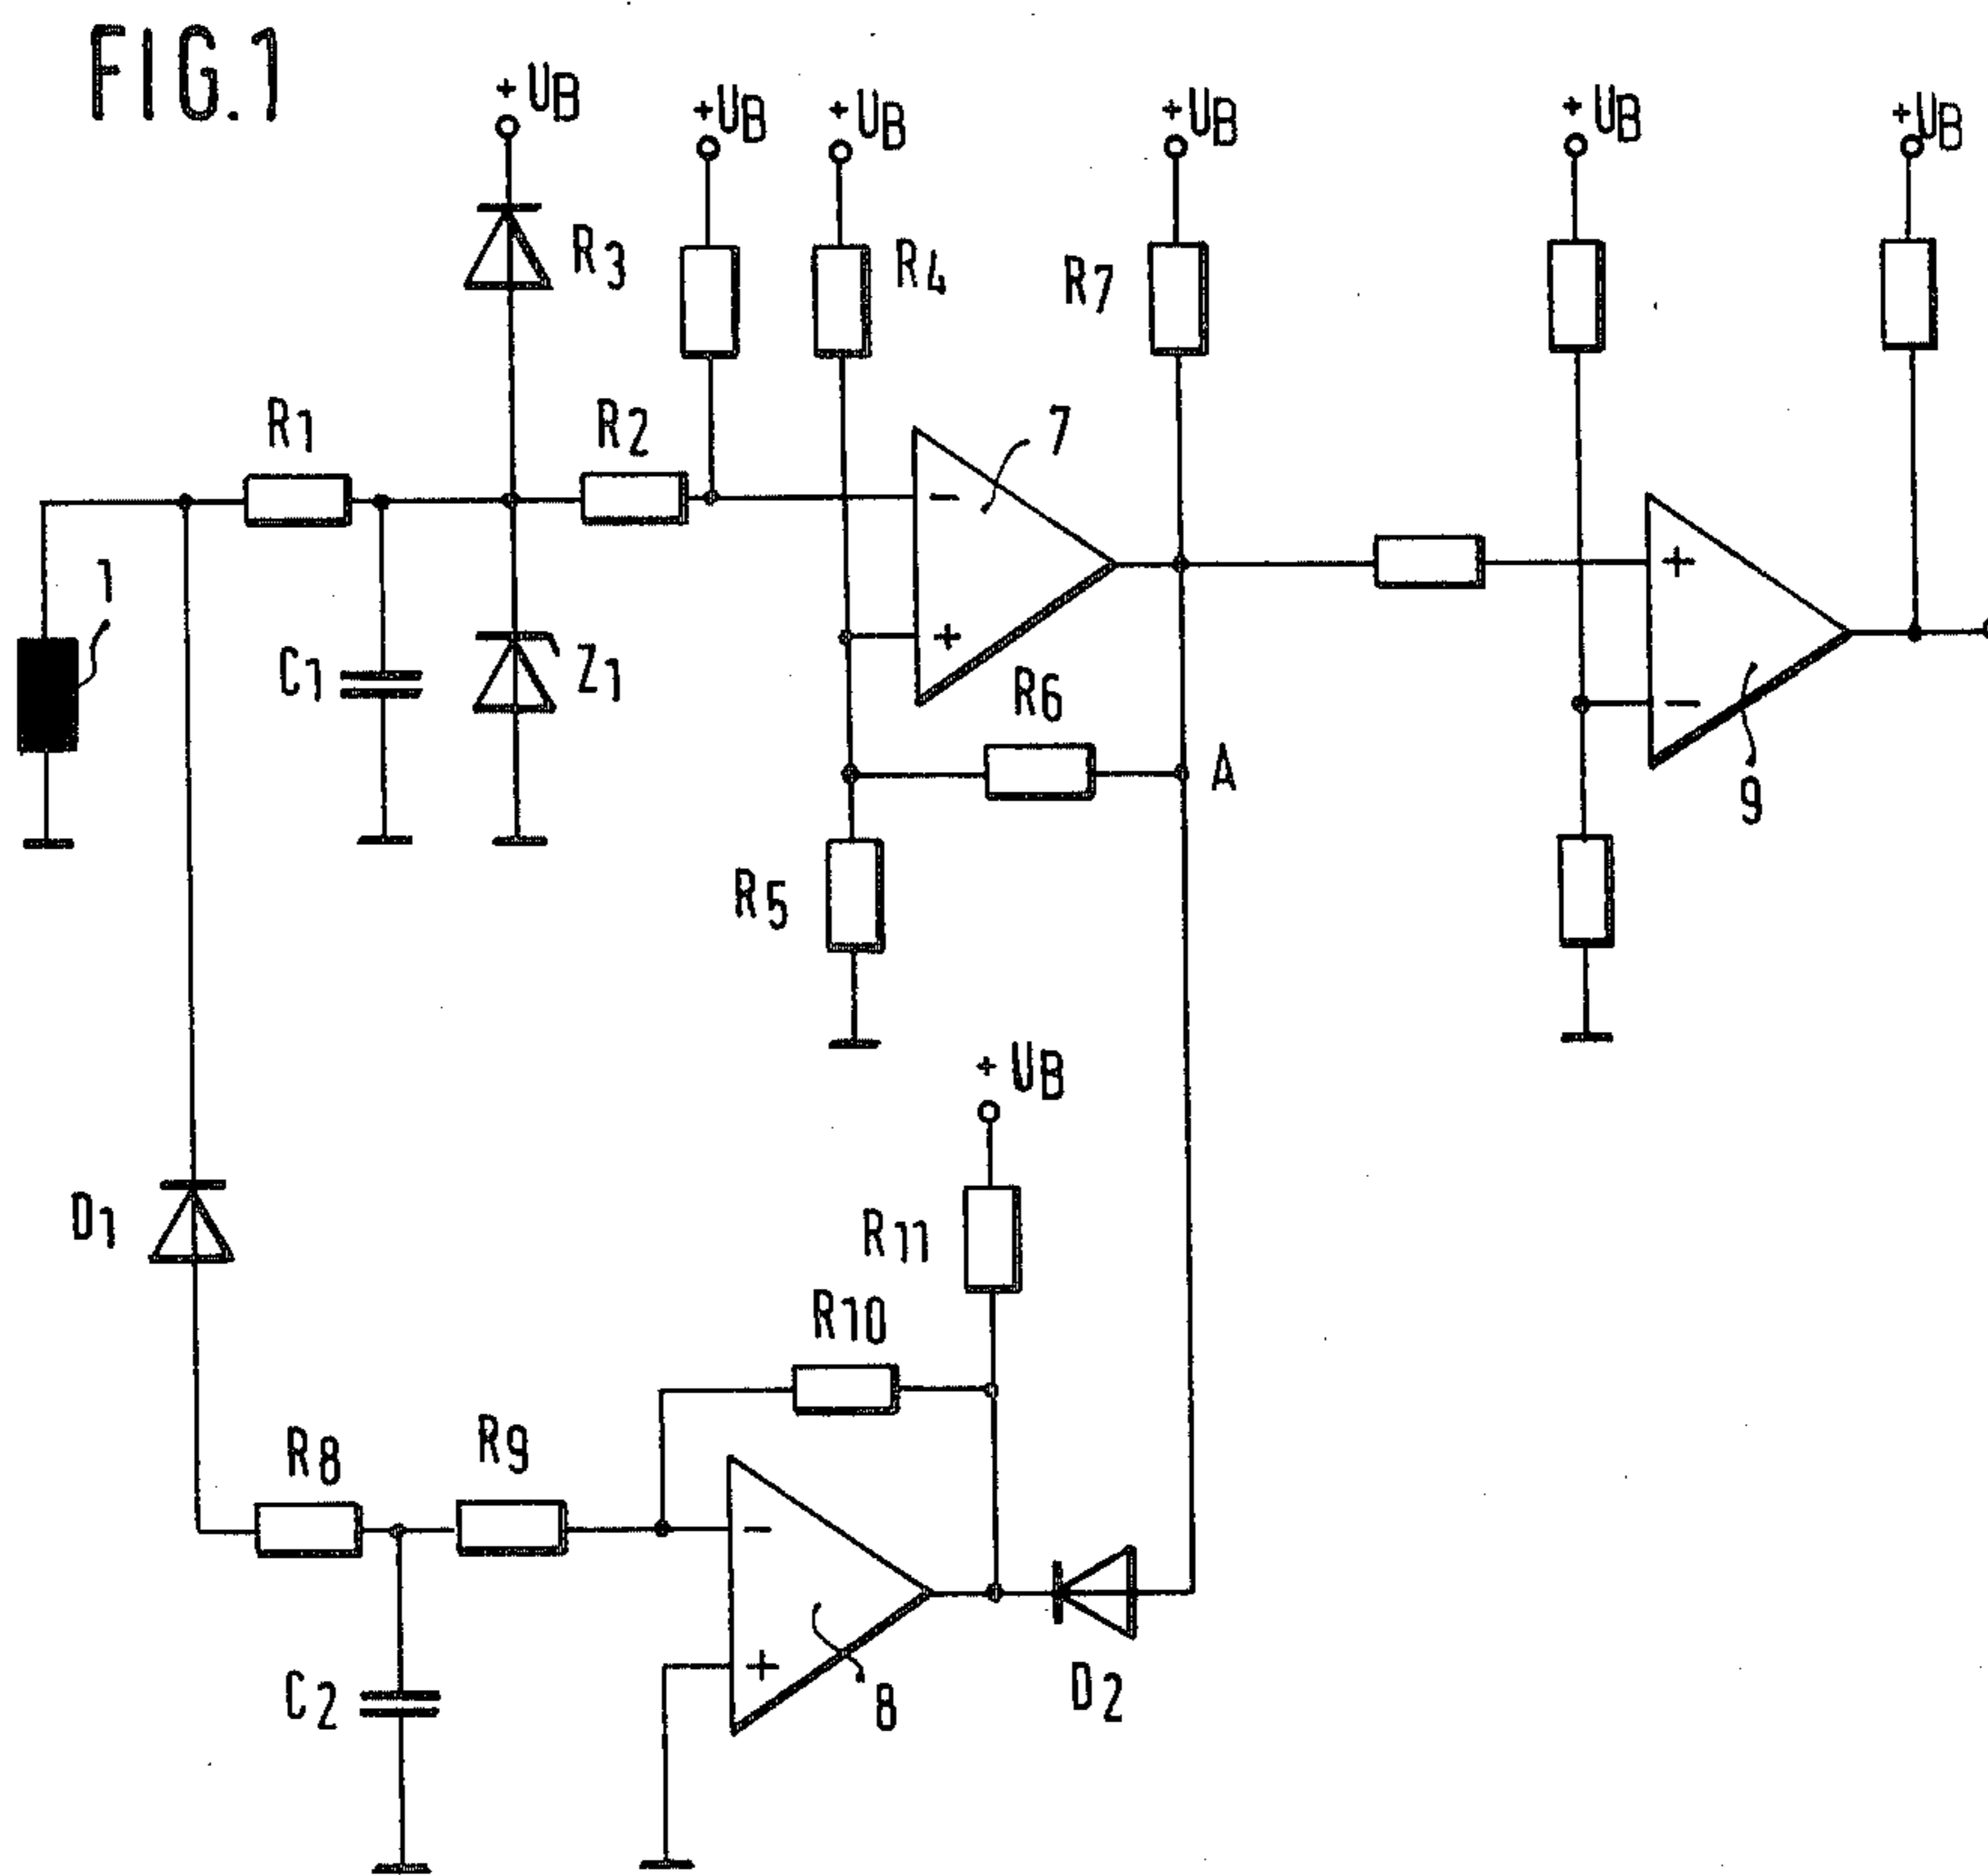 FIG.1
+UB
+UB
+UB
+UB
+UB
+UB
R3
R4
R7
R1
R2
7
-
+
1
C1
Z1
R6
+
-
A
9
R5
+UB
D1
R11
R10
R8
R9
-
+
C2
8
D2